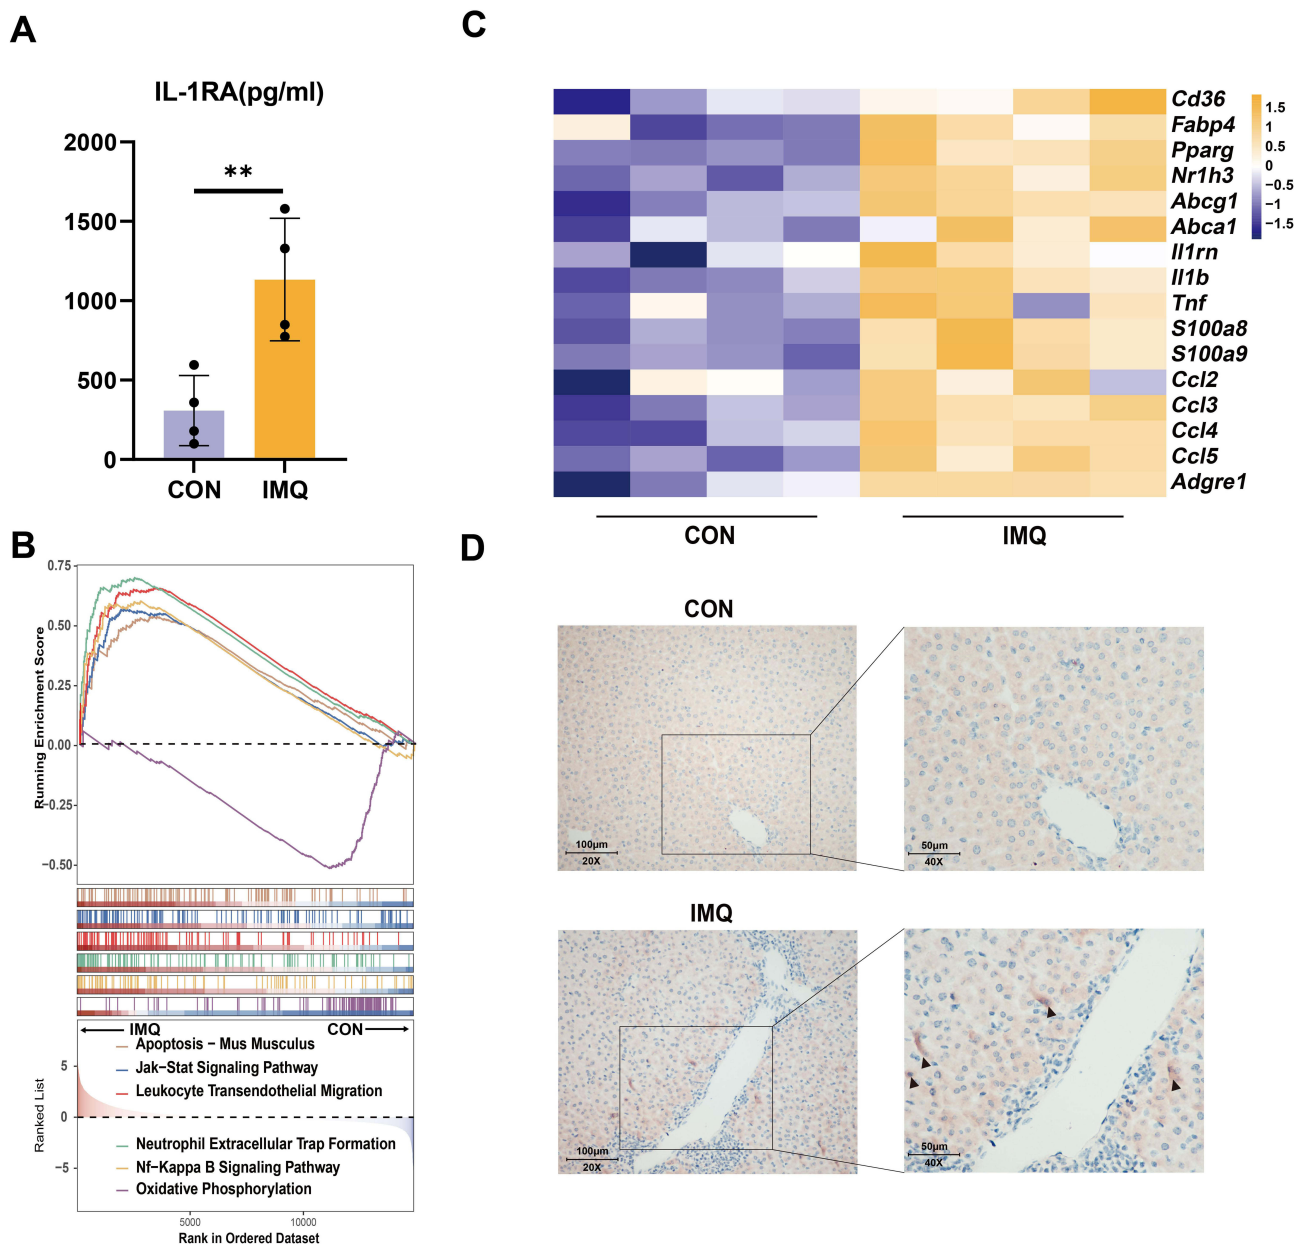 A
IL-1RA(pg/ml)
2000
1500
1000
500
0
**
CON
IMQ
B
0.75
0.50
0.25
0.00
−0.25
−0.50
Running Enrichment Score
IMQ
CON
Apoptosis − Mus Musculus
Jak−Stat Signaling Pathway
Leukocyte Transendothelial Migration
Neutrophil Extracellular Trap Formation
Nf−Kappa B Signaling Pathway
Oxidative Phosphorylation
5
0
−5
Ranked List
5000
10000
Rank in Ordered Dataset
C
Cd36
Fabp4
Pparg
Nr1h3
Abcg1
Abca1
Il1rn
Il1b
Tnf
S100a8
S100a9
Ccl2
Ccl3
Ccl4
Ccl5
Adgre1
1.5
1
0.5
0
−0.5
−1
−1.5
CON
IMQ
D
CON
100μm
20X
50μm
40X
IMQ
100μm
20X
50μm
40X